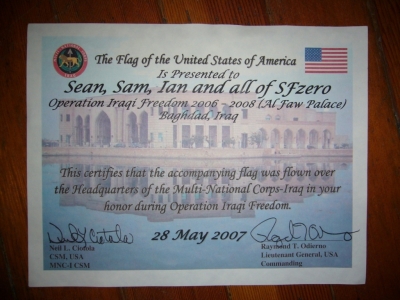 The Flag of the United States of America
Is Presented to
Sean, Sam, Ian and all of SFzero
Operation Iraqi Freedom 2006 - 2008 (Al Faw Palace)
Baghdad, Iraq
This certifies that the accompanying flag was flown over
the Headquarters of the Multi-National Corps-Iraq in your
honor during Operation Iraqi Freedom.
28 May 2007
Neil L. Ciotola
CSM, USA
MNC-I CSM
Raymond T. Odierno
Lieutenant General, USA
Commanding